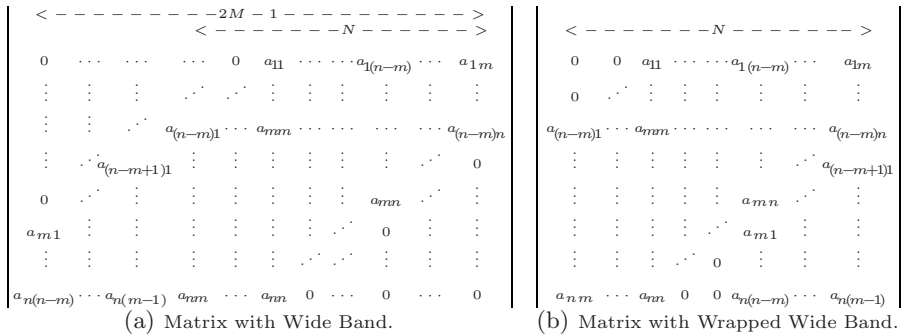 < − − − − − − − − −2M − 1 − − − − − − − − − >
< − − − − − − −N − − − − − − >
0 ··· ··· ··· 0 a11 ··· ··· a1(n−m) ··· a1m
⋮ ⋮ ⋮ ⋰ ⋰ ⋮ ⋮ ⋮ ⋮ ⋮ ⋮
⋮ ⋮ ⋰ a(n−m)1 ··· amm ··· ··· ··· ··· a(n−m)n
⋮ ⋰ a(n−m+1)1 ⋮ ⋮ ⋮ ⋮ ⋮ ⋮ ⋰ 0
0 ⋰ ⋮ ⋮ ⋮ ⋮ ⋮ ⋮ amn ⋰ ⋮
am1 ⋮ ⋮ ⋮ ⋮ ⋮ ⋮ ⋰ 0 ⋮ ⋮
⋮ ⋮ ⋮ ⋮ ⋮ ⋮ ⋰ ⋰ ⋮ ⋮ ⋮
an(n−m) ··· an(m−1) anm ··· ann 0 ··· 0 ··· 0
(a) Matrix with Wide Band.
< − − − − − − −N − − − − − − >
0 0 a11 ··· ··· a1(n−m) ··· a1m
0 ⋰ ⋮ ⋮ ⋮ ⋮ ⋮ ⋮
a(n−m)1 ··· amm ··· ··· ··· ··· a(n−m)n
⋮ ⋮ ⋮ ⋮ ⋮ ⋮ ⋰ a(n−m+1)1
⋮ ⋮ ⋮ ⋮ ⋮ amn ⋰ ⋮
⋮ ⋮ ⋮ ⋮ ⋰ am1 ⋮ ⋮
⋮ ⋮ ⋮ ⋰ 0 ⋮ ⋮ ⋮
anm ··· ann 0 0 an(n−m) ··· an(m−1)
(b) Matrix with Wrapped Wide Band.